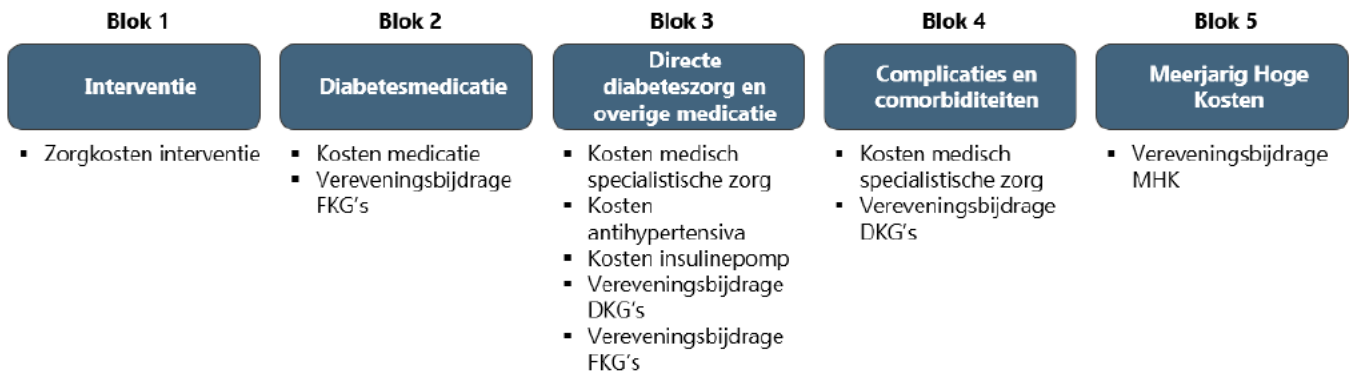 Blok 1
Interventie
▪ Zorgkosten interventie
Blok 2
Diabetesmedicatie
▪ Kosten medicatie
▪ Vereveningsbijdrage
FKG's
Blok 3
Directe
diabeteszorg en
overige medicatie
▪ Kosten medisch
specialistische zorg
▪ Kosten
antihypertensiva
▪ Kosten insulinepomp
▪ Vereveningsbijdrage
DKG's
▪ Vereveningsbijdrage
FKG's
Blok 4
Complicaties en
comorbiditeiten
▪ Kosten medisch
specialistische zorg
▪ Vereveningsbijdrage
DKG's
Blok 5
Meerjarig Hoge
Kosten
▪ Vereveningsbijdrage
MHK